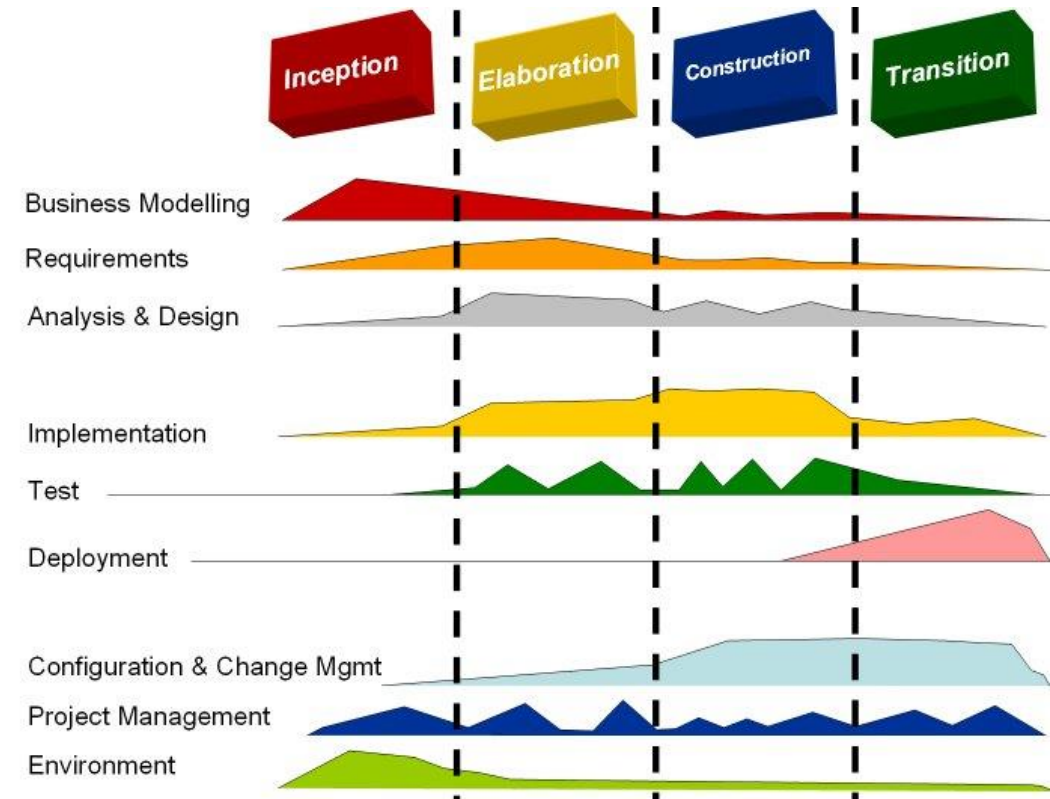 Inception
Elaboration
Construction
Transition
Business Modelling
Requirements
Analysis & Design
Implementation
Test
Deployment
Configuration & Change Mgmt
Project Management
Environment